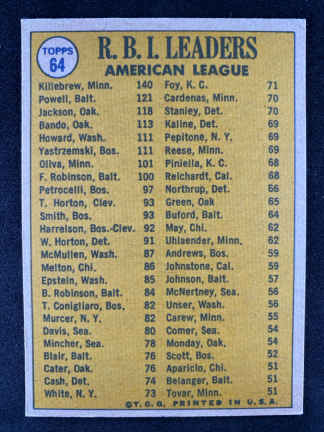 TOPPS
64
R. B. I. LEADERS
AMERICAN LEAGUE
Killebrew, Minn. 140
Powell, Balt. 121
Jackson, Oak. 118
Bando, Oak. 113
Howard, Wash. 111
Yastrzemski, Bos. 111
Oliva, Minn. 101
F. Robinson, Balt. 100
Petrocelli, Bos. 97
T. Horton, Clev. 93
Smith, Bos. 93
Harrelson, Bos.-Clev. 92
W. Horton, Det. 91
McMullen, Wash. 87
Melton, Chi. 86
Epstein, Wash. 85
B. Robinson, Balt. 84
T. Conigliaro, Bos. 82
Murcer, N. Y. 82
Davis, Sea. 80
Mincher, Sea. 78
Blair, Balt. 76
Cater, Oak. 76
Cash, Det. 74
White, N. Y. 73
Foy, K. C. 71
Cardenas, Minn. 70
Stanley, Det. 70
Kaline, Det. 69
Pepitone, N. Y. 69
Reese, Minn. 69
Piniella, K. C. 68
Reichardt, Cal. 68
Northrup, Det. 66
Green, Oak. 65
Buford, Balt. 64
May, Chi. 62
Uhlaender, Minn. 62
Andrews, Bos. 59
Johnstone, Cal. 59
Johnson, Balt. 57
McNertney, Sea. 56
Unser, Wash. 56
Carew, Minn. 55
Comer, Sea. 54
Monday, Oak. 54
Scott, Bos. 52
Aparicio, Chi. 51
Belanger, Balt. 51
Tovar, Minn. 51
©T. C. G. PRINTED IN U. S. A.